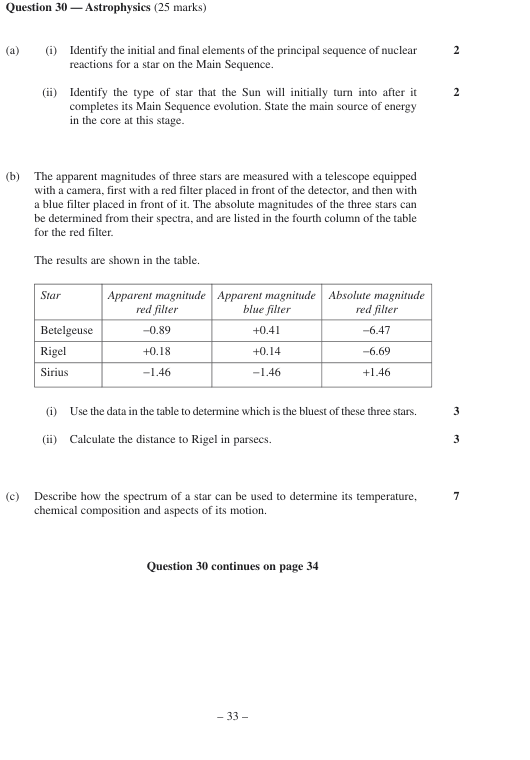 Question 30 — Astrophysics (25 marks)
(a) (i) Identify the initial and final elements of the principal sequence of nuclear 2
reactions for a star on the Main Sequence.
(ii) Identify the type of star that the Sun will initially turn into after it 2
completes its Main Sequence evolution. State the main source of energy
in the core at this stage.
(b) The apparent magnitudes of three stars are measured with a telescope equipped
with a camera, first with a red filter placed in front of the detector, and then with
a blue filter placed in front of it. The absolute magnitudes of the three stars can
be determined from their spectra, and are listed in the fourth column of the table
for the red filter.
The results are shown in the table.
Star Apparent magnitude Apparent magnitude Absolute magnitude
red filter blue filter red filter
Betelgeuse −0.89 +0.41 −6.47
Rigel +0.18 +0.14 −6.69
Sirius −1.46 −1.46 +1.46
(i) Use the data in the table to determine which is the bluest of these three stars. 3
(ii) Calculate the distance to Rigel in parsecs. 3
(c) Describe how the spectrum of a star can be used to determine its temperature, 7
chemical composition and aspects of its motion.
Question 30 continues on page 34
– 33 –